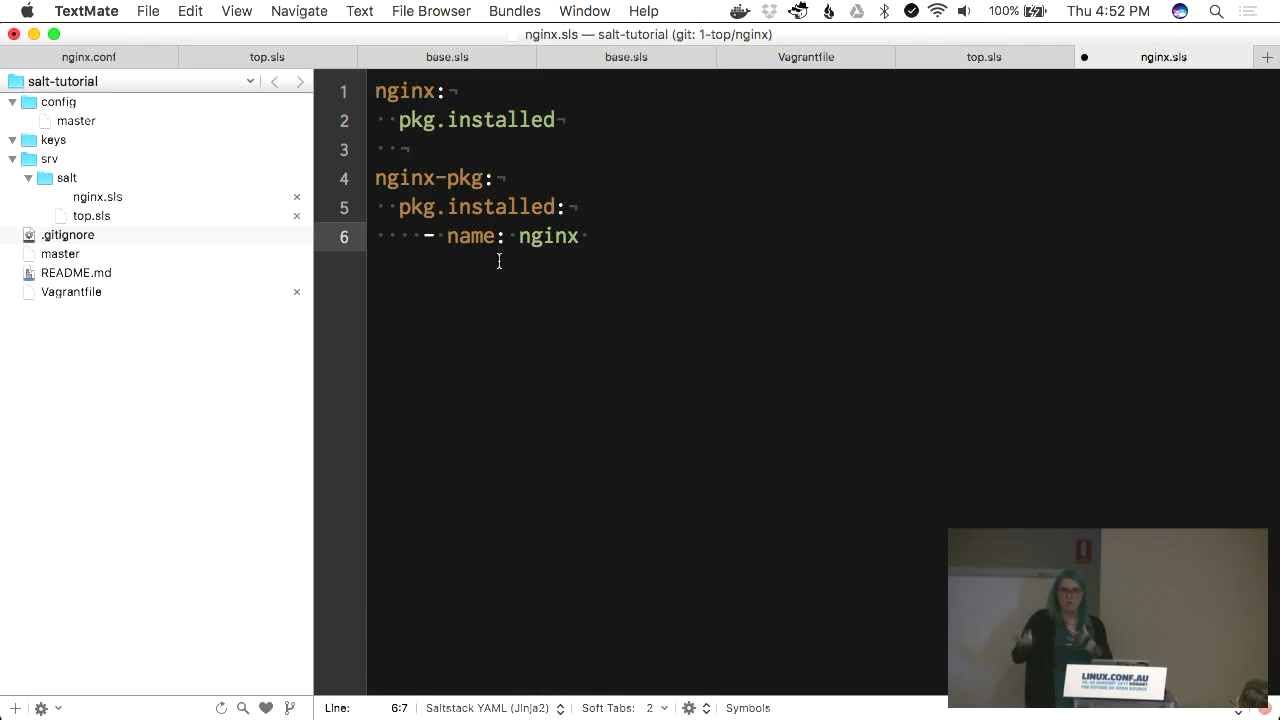 TextMate File Edit View Navigate Text File Browser Bundles Window Help 100% Thu 4:52 PM
nginx.sls — salt-tutorial (git: 1-top/nginx)
nginx.conf top.sls base.sls base.sls Vagrantfile top.sls nginx.sls
salt-tutorial
config
master
keys
srv
salt
nginx.sls
top.sls
.gitignore
master
README.md
Vagrantfile
1 nginx:¬
2 pkg.installed¬
3 ¬
4 nginx-pkg:¬
5 pkg.installed:¬
6 - name: nginx
LINUX.CONF.AU
Line: 6:7 Saltstack YAML (Jinja2) Soft Tabs: 2 Symbols